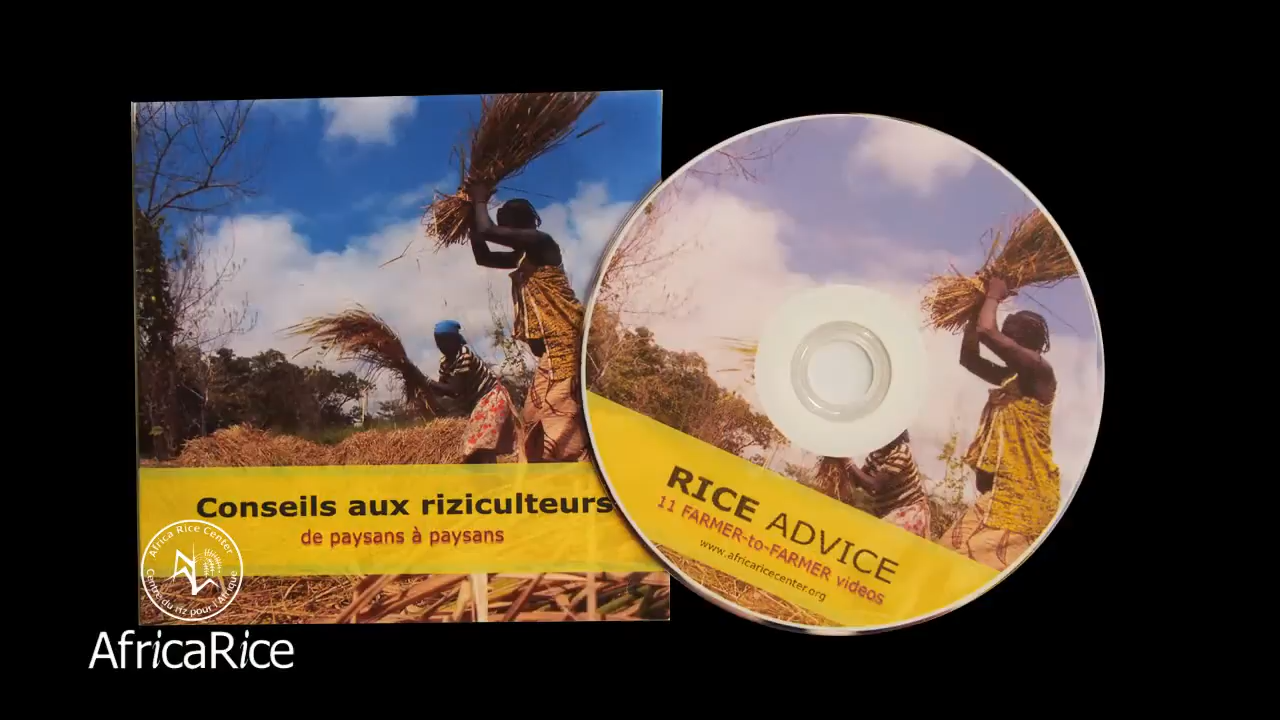 Conseils aux riziculteurs
de paysans à paysans
RICE ADVICE
11 FARMER-to-FARMER videos
www.africaricecenter.org
Africa Rice Center
Centre du riz pour l'Afrique
AfricaRice